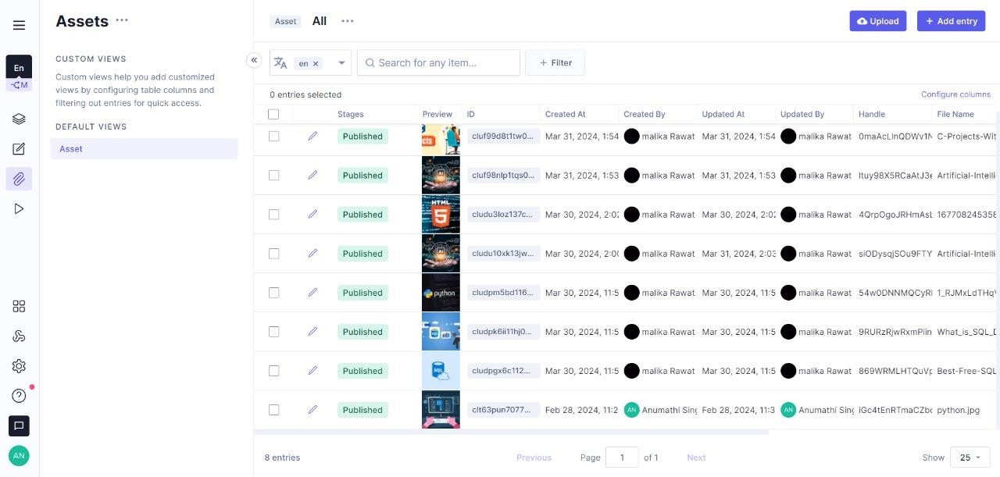 Assets
Asset All
Upload
+ Add entry
En
M
CUSTOM VIEWS
Custom views help you add customized
views by configuring table columns and
filtering out entries for quick access.
DEFAULT VIEWS
Asset
en
Search for any item...
+ Filter
0 entries selected
Configure columns
Stages Preview ID Created At Created By Updated At Updated By Handle File Name
Published cluf99d8t1tw0... Mar 31, 2024, 1:54 malika Rawat Mar 31, 2024, 1:54 malika Rawat C-Projects-Wit
Published cluf98nlp1tqs0... Mar 31, 2024, 1:53 malika Rawat Mar 31, 2024, 1:53 malika Rawat Artificial-Intelli
Published HTML 5 cludu3loz137c... Mar 30, 2024, 2:02 malika Rawat Mar 30, 2024, 2:02 malika Rawat 167708245358
Published cludu10xk13jw... Mar 30, 2024, 2:00 malika Rawat Mar 31, 2024, 2:03 malika Rawat siODysqjSOu9FTY Artificial-Intelli
Published python cludpm5bd116... Mar 30, 2024, 11:5 malika Rawat Mar 30, 2024, 11:5 malika Rawat
Published cludpk6ii11hj0... Mar 30, 2024, 11:5 malika Rawat Mar 30, 2024, 11:5 malika Rawat 9RURzRjwRxmPiin What_is_SQL_D
Published SQL cludpgx6c112... Mar 30, 2024, 11:5 malika Rawat Mar 30, 2024, 11:5 malika Rawat Best-Free-SQL
Published clt63pun7077... Feb 28, 2024, 11:2 AN Anumathi Sing Feb 28, 2024, 11:3 AN Anumathi Sing python.jpg
8 entries
Previous
Page 1 of 1
Next
Show 25
AN